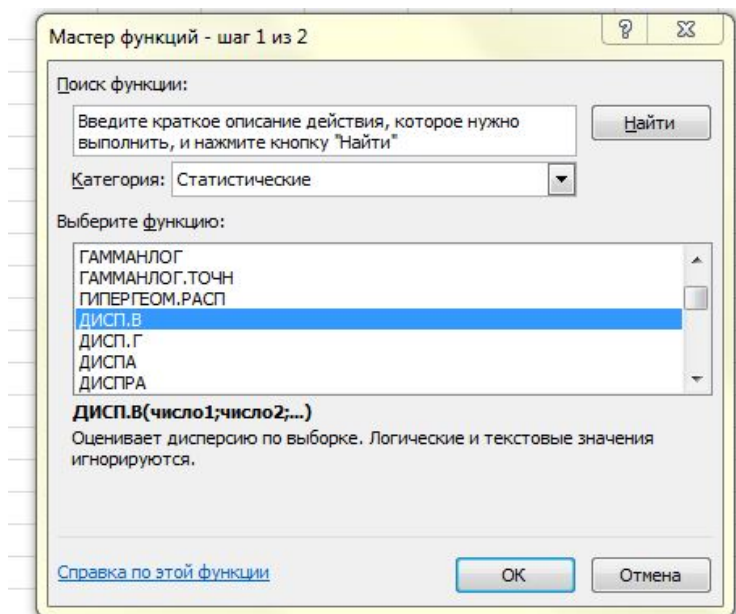 Мастер функций - шаг 1 из 2
Поиск функции:
Введите краткое описание действия, которое нужно
выполнить, и нажмите кнопку "Найти"
Найти
Категория: Статистические
Выберите функцию:
ГАММАНЛОГ
ГАММАНЛОГ.ТОЧН
ГИПЕРГЕОМ.РАСП
ДИСП.В
ДИСП.Г
ДИСПА
ДИСПРА
ДИСП.В(число1;число2;...)
Оценивает дисперсию по выборке. Логические и текстовые значения
игнорируются.
Справка по этой функции
ОК
Отмена